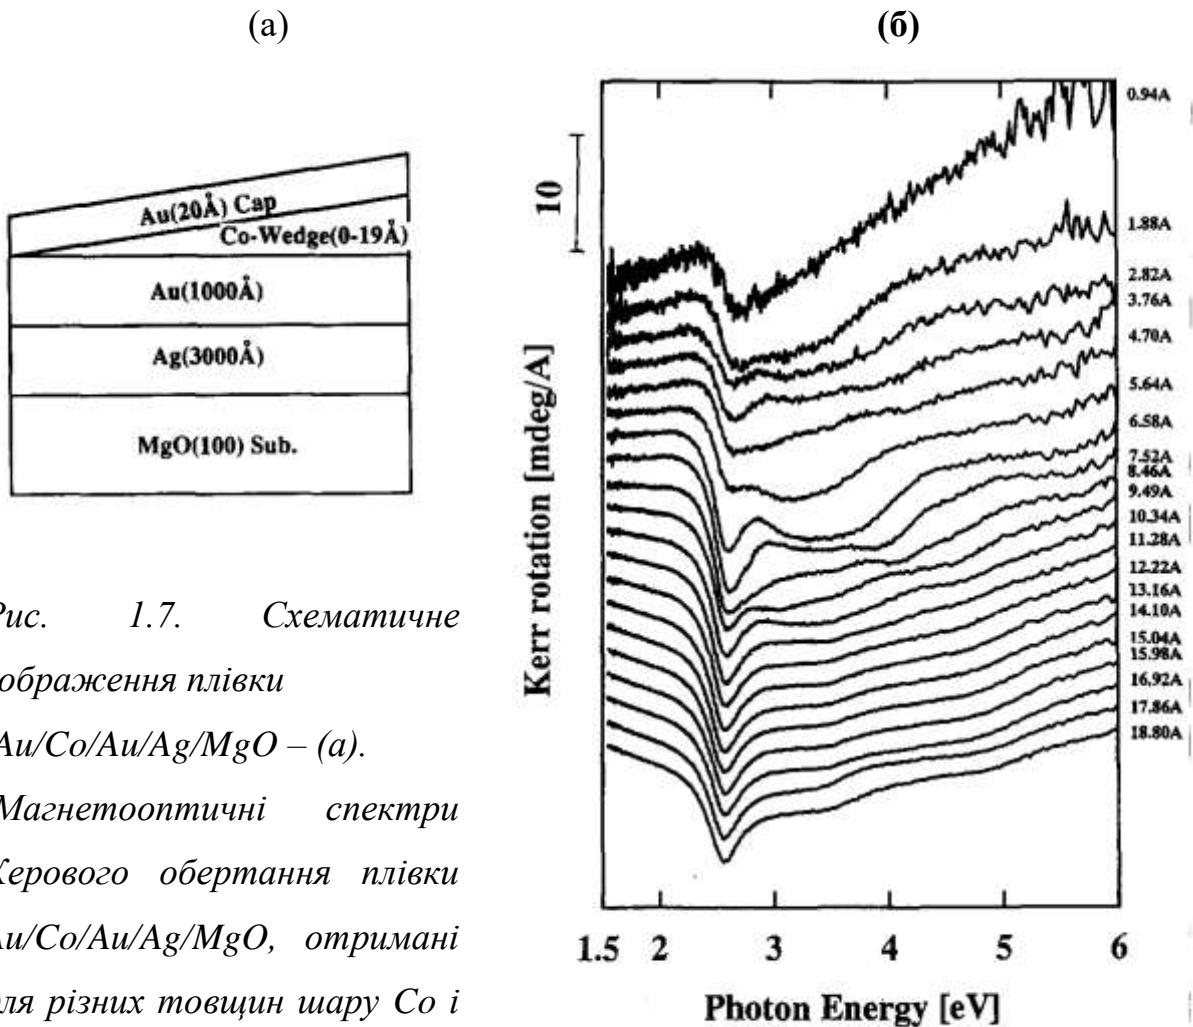 (а)
(б)
Au(20Å) Cap
Co-Wedge(0-19Å)
Au(1000Å)
Ag(3000Å)
MgO(100) Sub.
Рис. 1.7. Схематичне
ображення плівки
Au/Co/Au/Ag/MgO – (а).
Магнетооптичні спектри
Керового обертання плівки
Au/Co/Au/Ag/MgO, отримані
для різних товщин шару Co і
Kerr rotation [mdeg/A]
10
0.94A
1.88A
2.82A
3.76A
4.70A
5.64A
6.58A
7.52A
8.46A
9.49A
10.34A
11.28A
12.22A
13.16A
14.10A
15.04A
15.98A
16.92A
17.86A
18.80A
1.5 2 3 4 5 6
Photon Energy [eV]